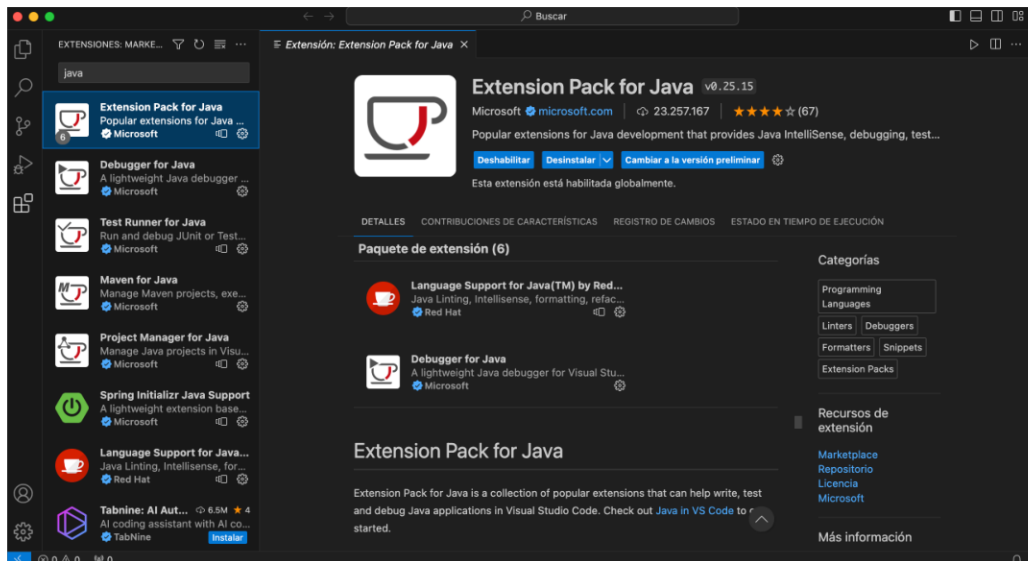 Buscar
EXTENSIONES: MARKE...
java
Extension Pack for Java
Popular extensions for Java ...
Microsoft
6
Debugger for Java
A lightweight Java debugger ...
Microsoft
Test Runner for Java
Run and debug JUnit or Test...
Microsoft
Maven for Java
Manage Maven projects, exe...
Microsoft
Project Manager for Java
Manage Java projects in Visu...
Microsoft
Spring Initializr Java Support
A lightweight extension base...
Microsoft
Language Support for Java...
Java Linting, Intellisense, for...
Red Hat
Tabnine: AI Aut... 6.5M ★ 4
AI coding assistant with AI co...
TabNine Instalar
Extensión: Extension Pack for Java
Extension Pack for Java v0.25.15
Microsoft microsoft.com 23.257.167 ★★★★☆(67)
Popular extensions for Java development that provides Java IntelliSense, debugging, test...
Deshabilitar Desinstalar Cambiar a la versión preliminar
Esta extensión está habilitada globalmente.
DETALLES CONTRIBUCIONES DE CARACTERÍSTICAS REGISTRO DE CAMBIOS ESTADO EN TIEMPO DE EJECUCIÓN
Paquete de extensión (6)
Language Support for Java(TM) by Red...
Java Linting, Intellisense, formatting, refac...
Red Hat
Debugger for Java
A lightweight Java debugger for Visual Stu...
Microsoft
Extension Pack for Java
Extension Pack for Java is a collection of popular extensions that can help write, test
and debug Java applications in Visual Studio Code. Check out Java in VS Code to
started.
Categorías
Programming
Languages
Linters Debuggers
Formatters Snippets
Extension Packs
Recursos de
extensión
Marketplace
Repositorio
Licencia
Microsoft
Más información
0 0 0